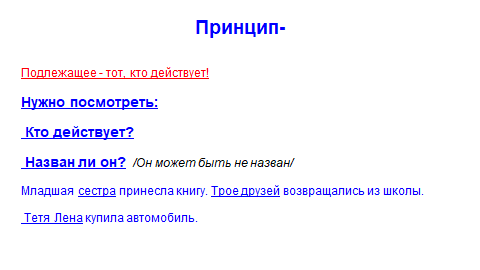 Принцип-
Подлежащее - тот, кто действует!
Нужно посмотреть:
Кто действует?
Назван ли он? /Он может быть не назван/
Младшая сестра принесла книгу. Трое друзей возвращались из школы.
Тетя Лена купила автомобиль.